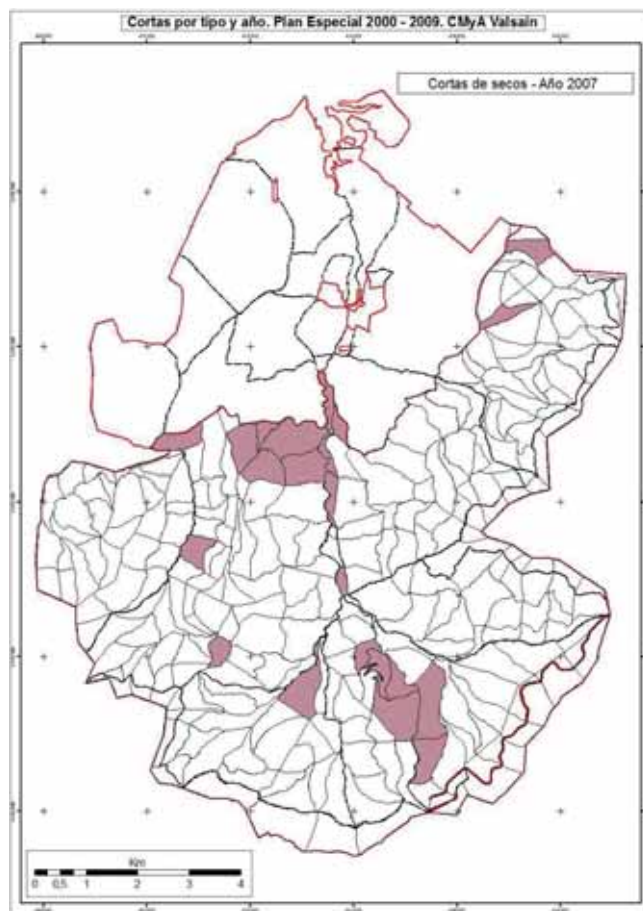 Cortas por tipo y año. Plan Especial 2000 - 2009. CMyA Valsaín
Cortas de secos - Año 2007
Km
0 0,5 1 2 3 4